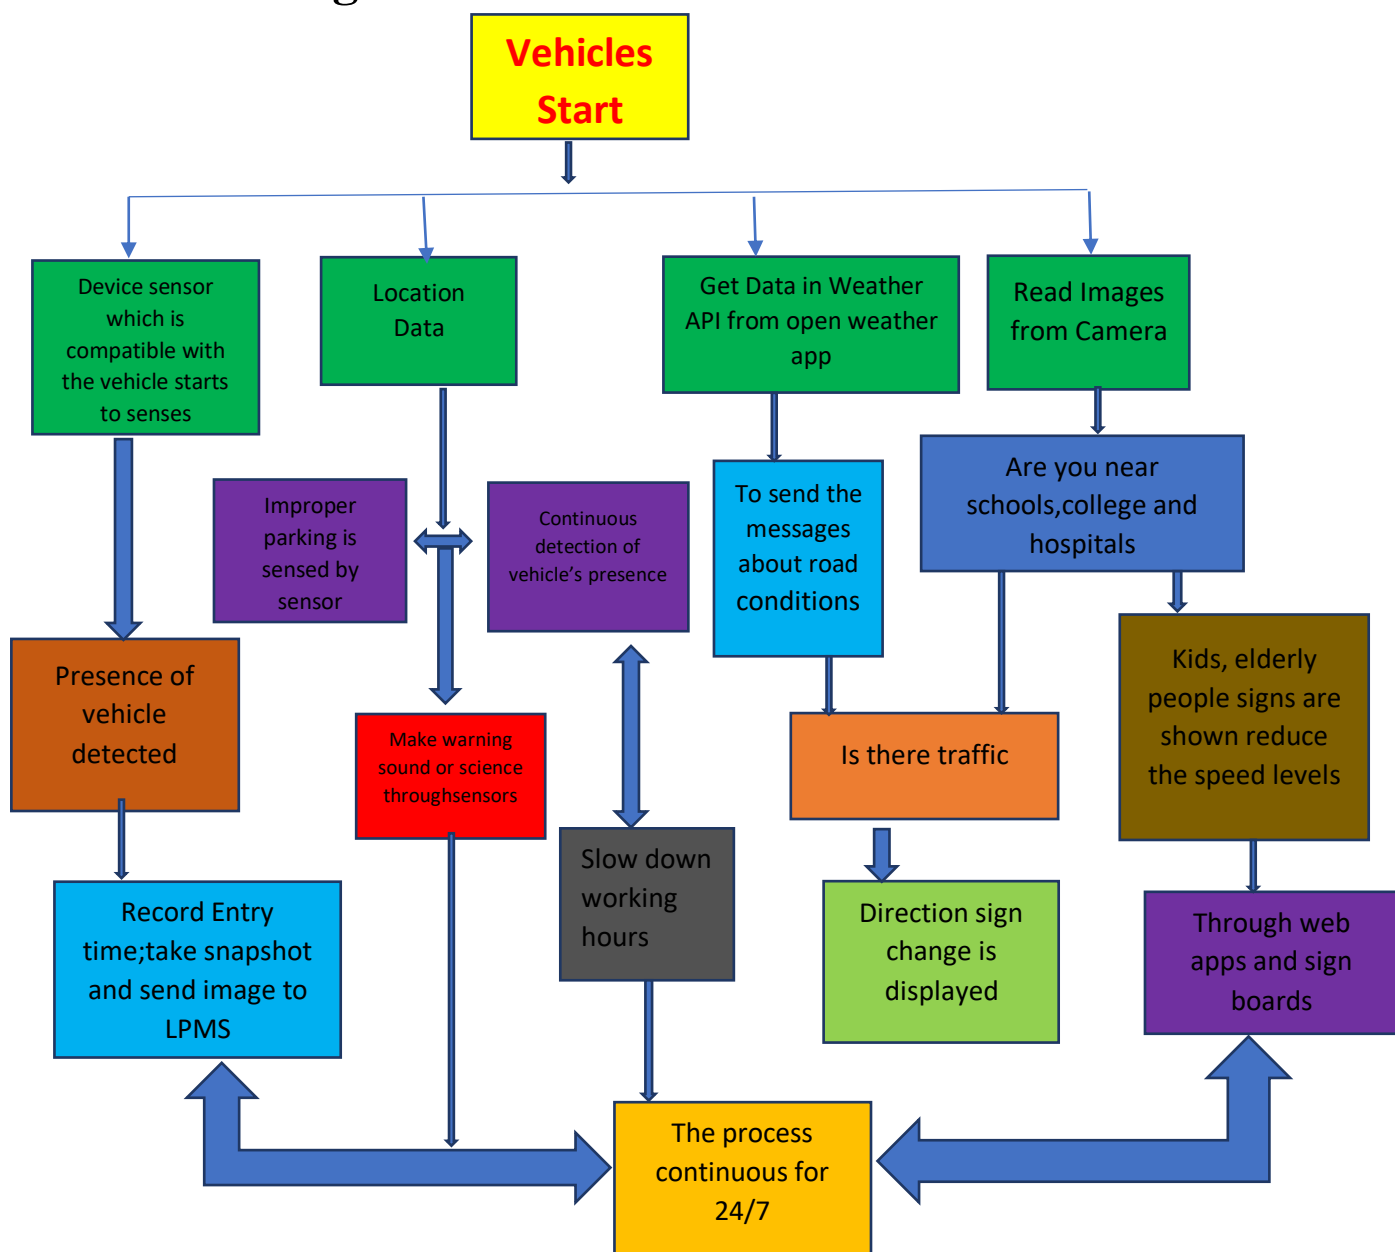 Vehicles
Start
Device sensor
which is
compatible with
the vehicle starts
to senses
Location
Data
Get Data in Weather
API from open weather
app
Read Images
from Camera
Improper
parking is
sensed by
sensor
Continuous
detection of
vehicle’s presence
To send the
messages
about road
conditions
Are you near
schools,college and
hospitals
Presence of
vehicle
detected
Make warning
sound or science
throughsensors
Is there traffic
Kids, elderly
people signs are
shown reduce
the speed levels
Slow down
working
hours
Record Entry
time;take snapshot
and send image to
LPMS
Direction sign
change is
displayed
Through web
apps and sign
boards
The process
continuous for
24/7